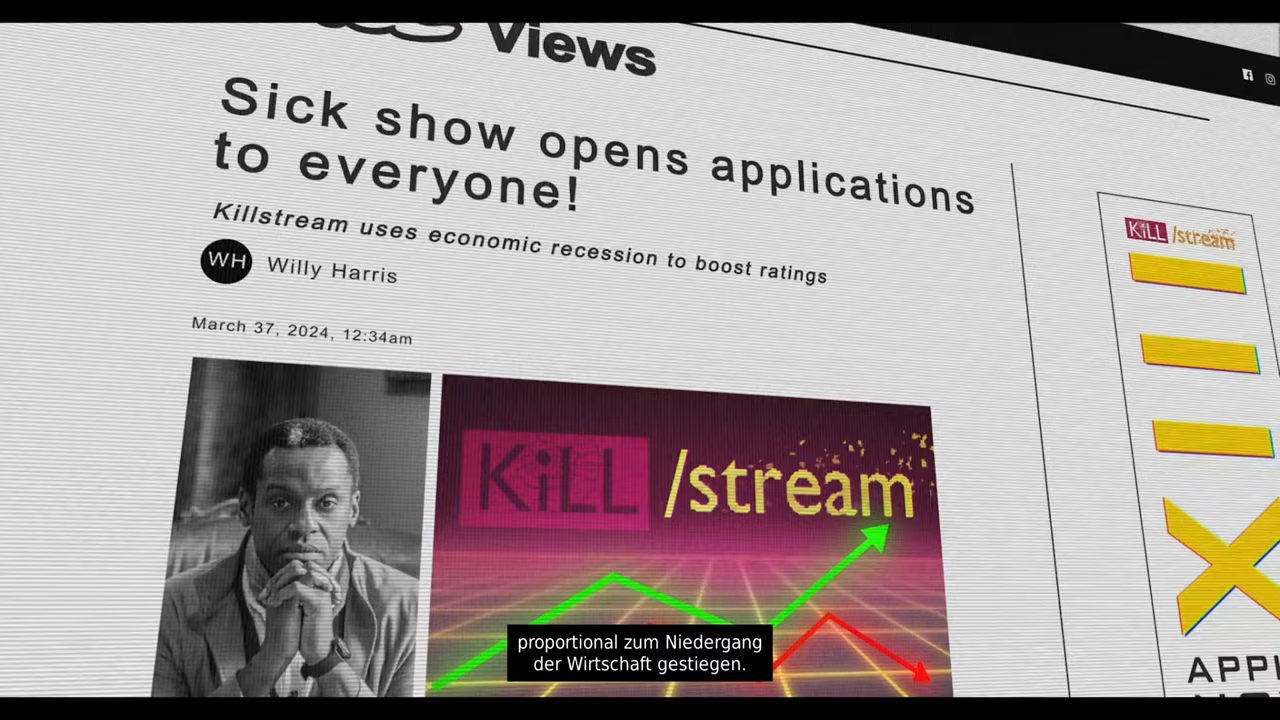 Views
Sick show opens applications
to everyone!
Killstream uses economic recession to boost ratings
WH Willy Harris
March 37, 2024, 12:34am
KiLL /stream
KiLL /stream
proportional zum Niedergang
der Wirtschaft gestiegen.